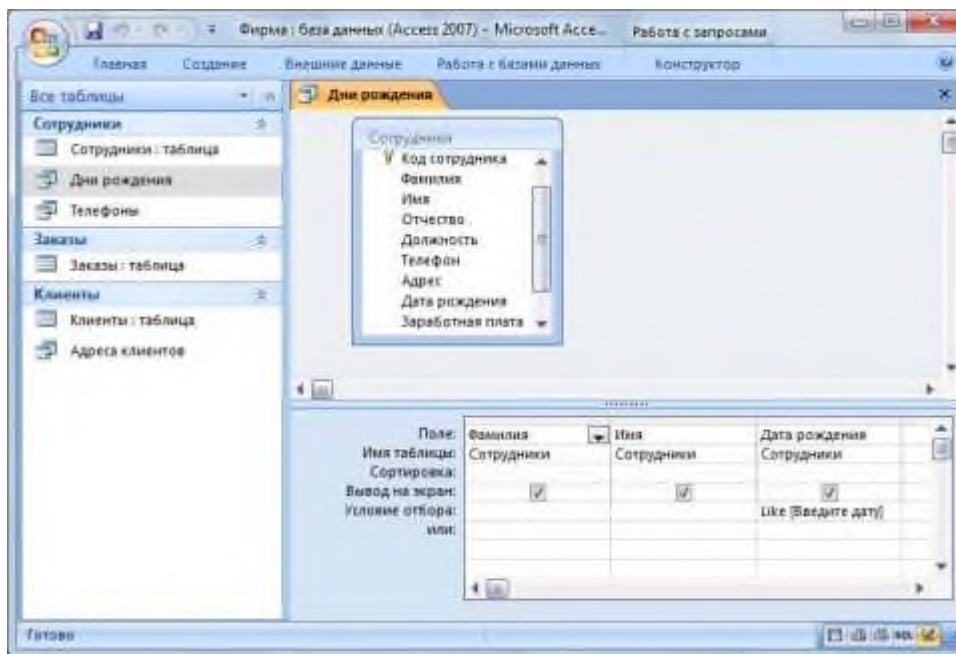 Фирма : база данных (Access 2007) - Microsoft Acce...
Работа с запросами
Главная Создание Внешние данные Работа с базами данных Конструктор
Все таблицы
Дни рождения
Сотрудники
Сотрудники : таблица
Дни рождения
Телефоны
Заказы
Заказы : таблица
Клиенты
Клиенты : таблица
Адреса клиентов
Сотрудники
Код сотрудника
Фамилия
Имя
Отчество
Должность
Телефон
Адрес
Дата рождения
Заработная плата
Поле: Фамилия Имя Дата рождения
Имя таблицы: Сотрудники Сотрудники Сотрудники
Сортировка:
Вывод на экран:
Условие отбора: Like [Введите дату]
или:
Готово
SQL